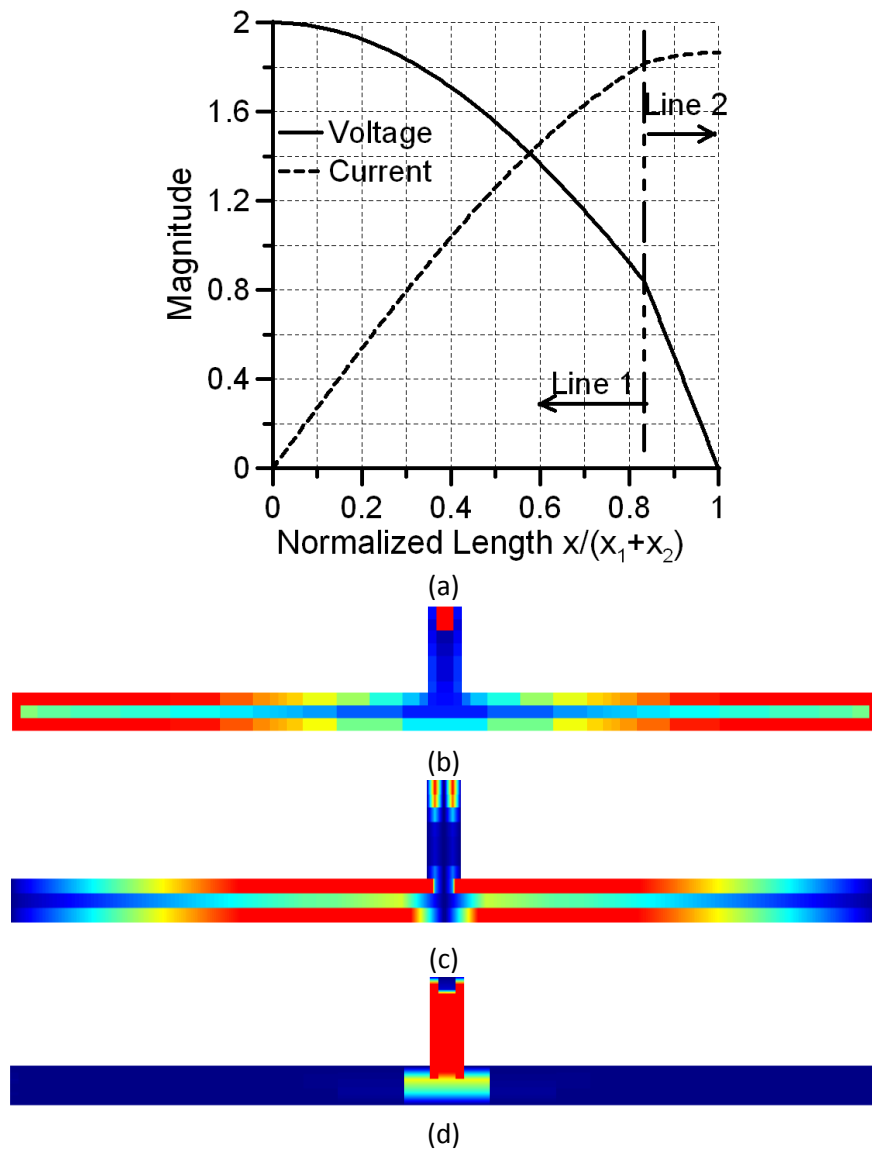 2
1.6
1.2
0.8
0.4
0
Magnitude
Voltage
Current
Line 2
Line 1
0 0.2 0.4 0.6 0.8 1
Normalized Length x/(x₁+x₂)
(a)
(b)
(c)
(d)